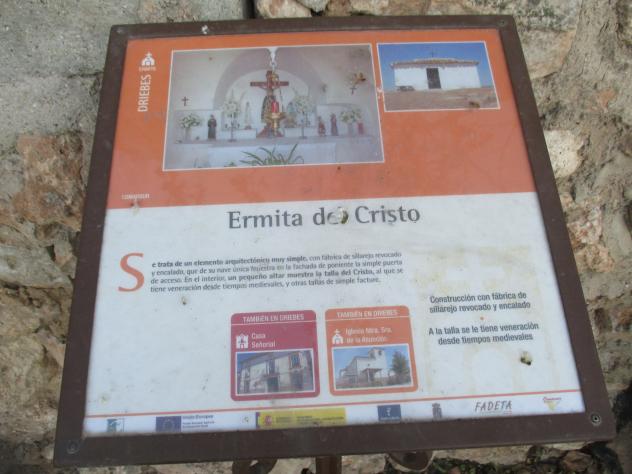 DRIEBES
Ermita del Cristo
Se trata de un elemento arquitectónico muy simple, con fábrica de sillarejo revocado
y encalado, que de su nave única muestra en la fachada de poniente la simple puerta
de acceso. En el interior, un pequeño altar muestra la talla del Cristo, al que se
tiene veneración desde tiempos medievales, y otras tallas de simple facture.
Construcción con fábrica de
sillarejo revocado y encalado
A la talla se le tiene veneración
desde tiempos medievales
TAMBIÉN EN DRIEBES
Casa
Señorial
TAMBIÉN EN DRIEBES
Iglesia Ntra. Sra.
de la Asunción
Unión Europea
FADETA